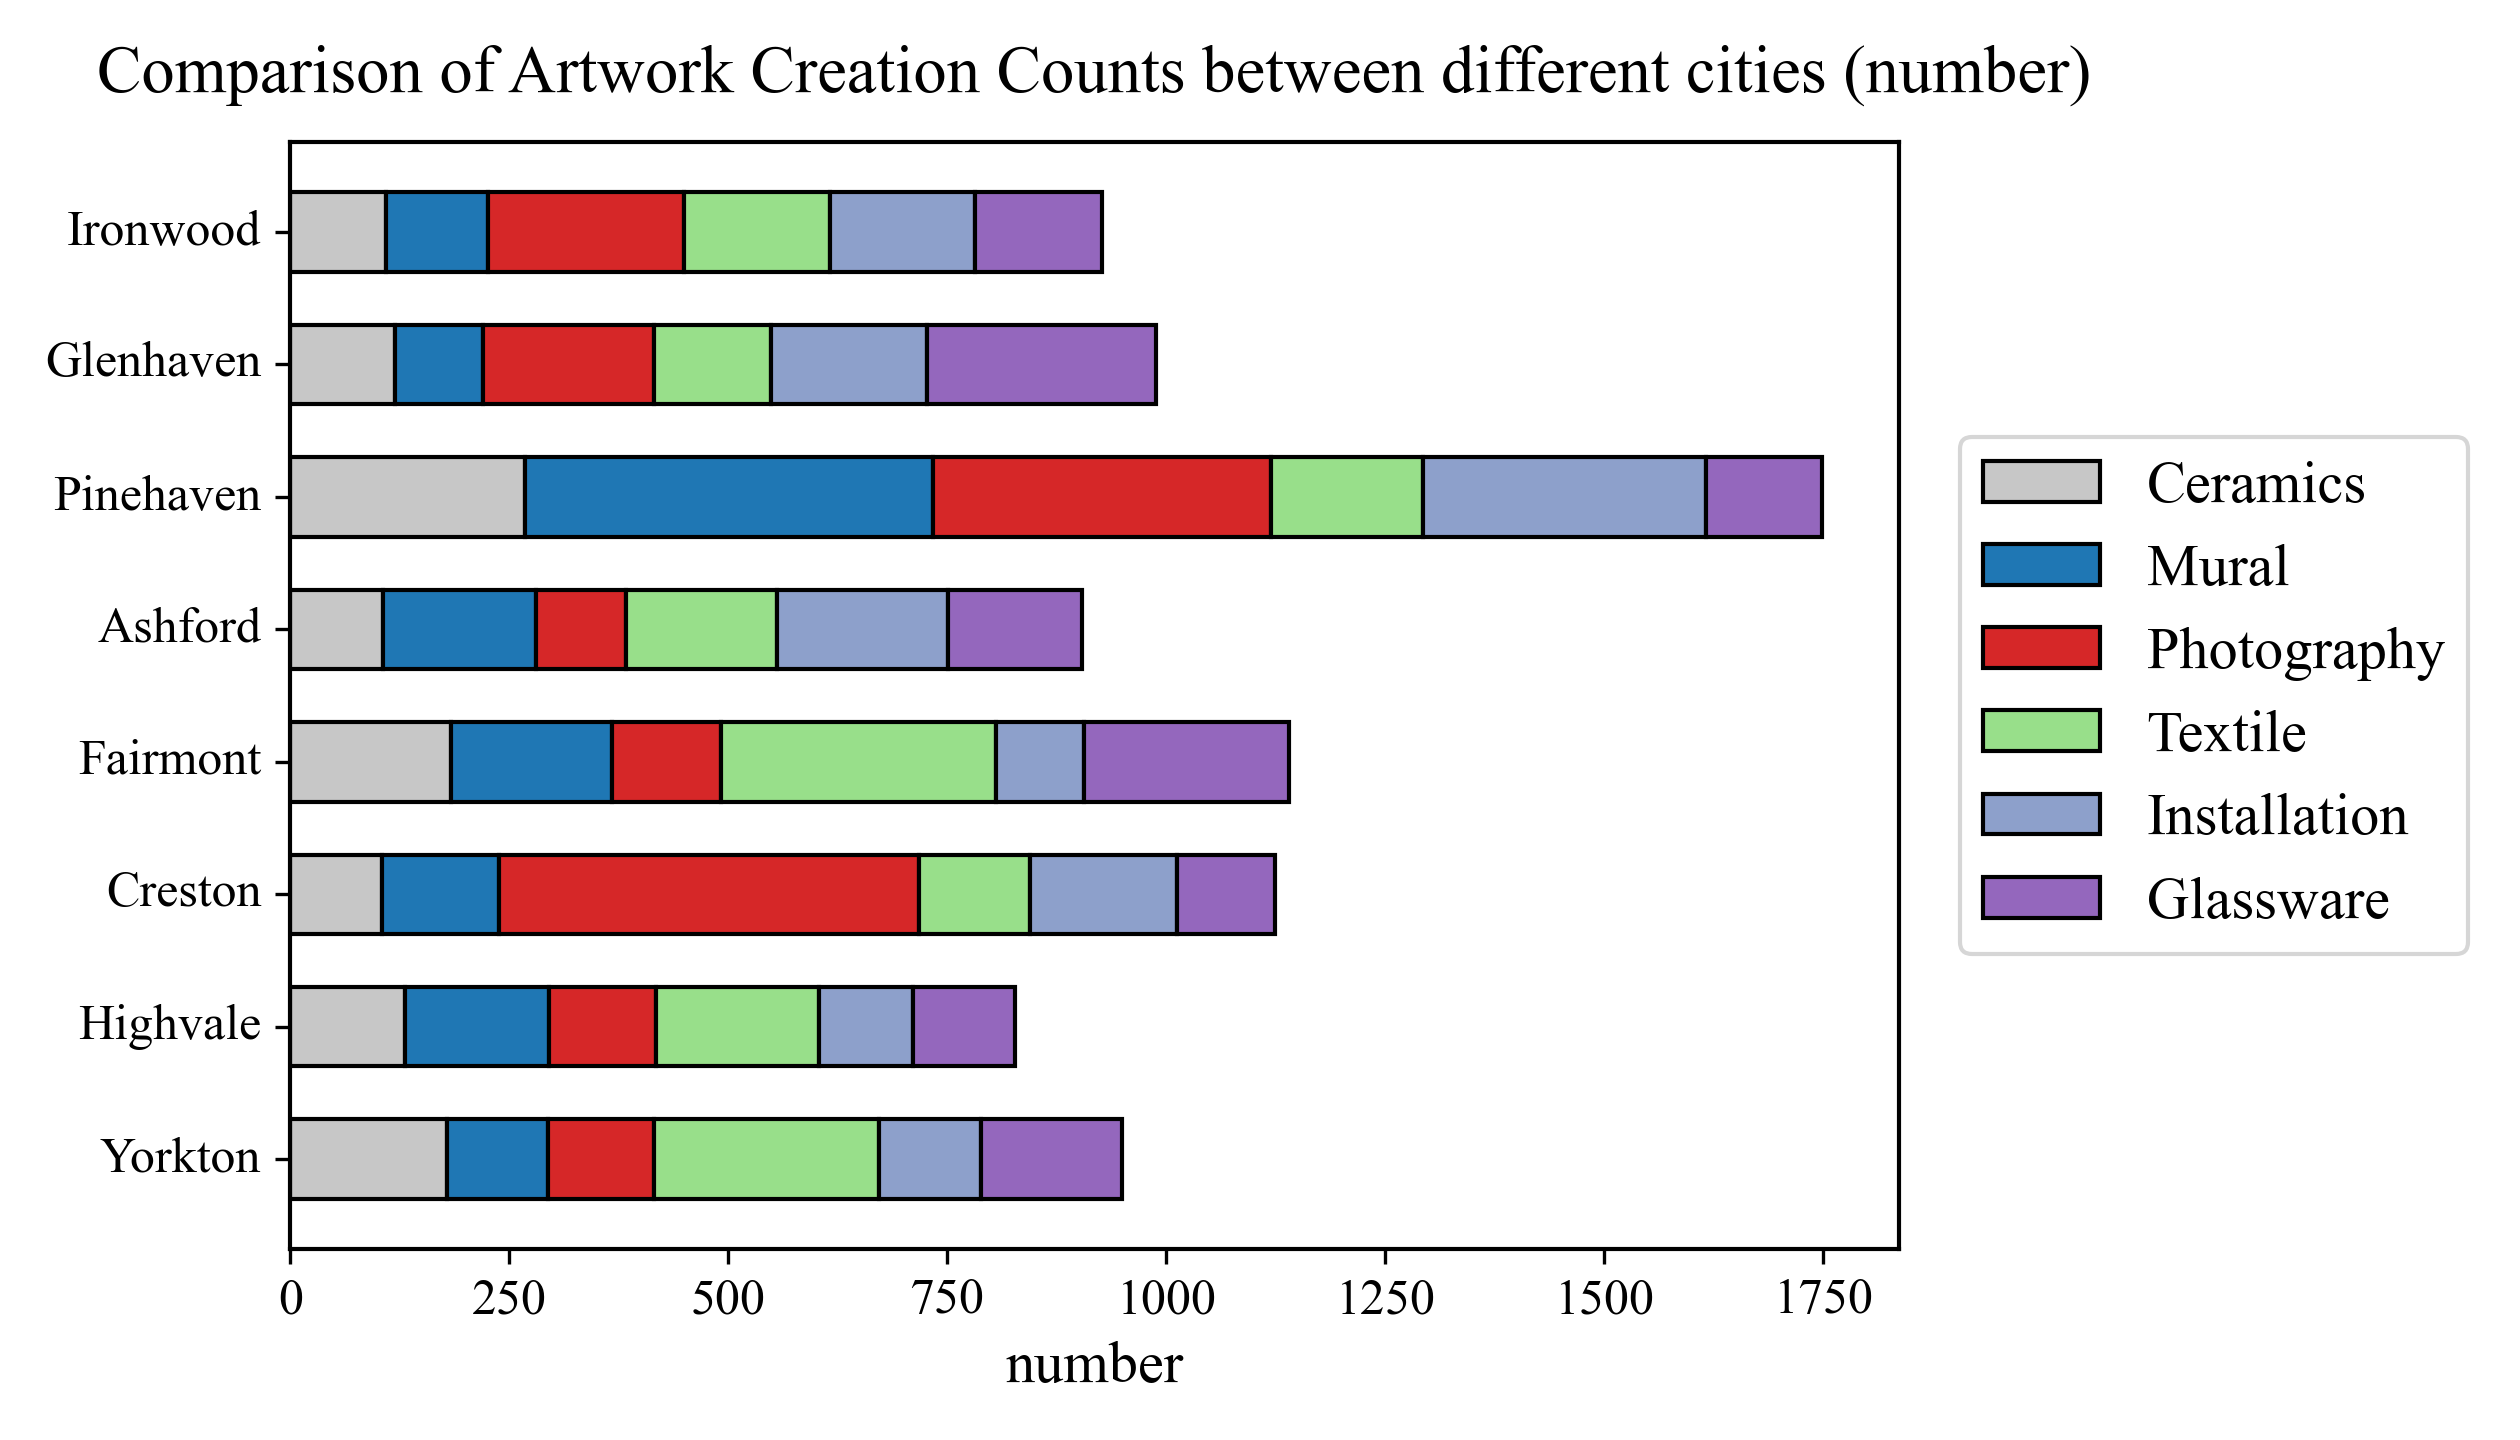 Comparison of Artwork Creation Counts between different cities (number)
Ironwood
Glenhaven
Pinehaven
Ashford
Fairmont
Creston
Highvale
Yorkton
0 250 500 750 1000 1250 1500 1750
number
Ceramics
Mural
Photography
Textile
Installation
Glassware